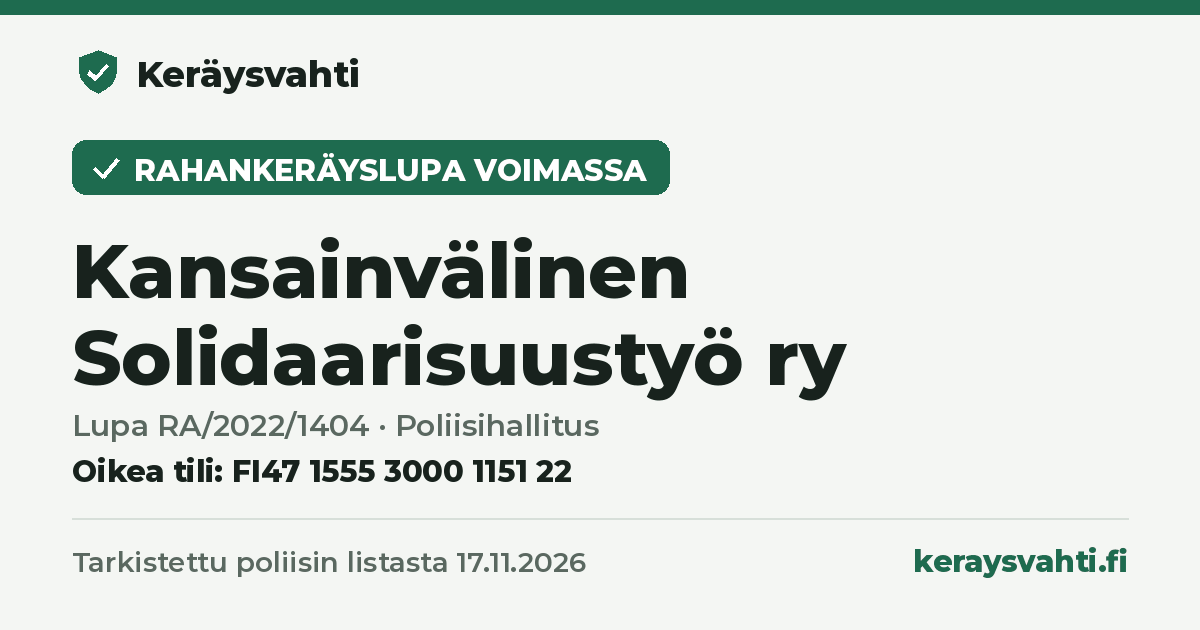 Keräysvahti
RAHANKERÄYSLUPA VOIMASSA
Kansainvälinen
Solidaarisuustyö ry
Lupa RA/2022/1404 · Poliisihallitus
Oikea tili: FI47 1555 3000 1151 22
Tarkistettu poliisin listasta 17.11.2026
keraysvahti.fi